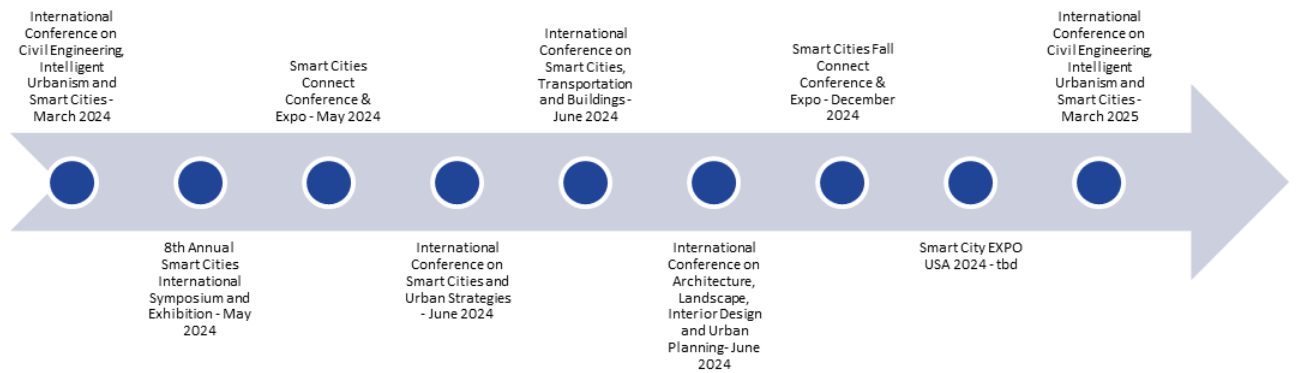 International
Conference on
Civil Engineering,
Intelligent
Urbanism and
Smart Cities -
March 2024
8th Annual
Smart Cities
International
Symposium and
Exhibition - May
2024
Smart Cities
Connect
Conference &
Expo - May 2024
International
Conference on
Smart Cities and
Urban Strategies
- June 2024
International
Conference on
Smart Cities,
Transportation
and Buildings -
June 2024
International
Conference on
Architecture,
Landscape,
Interior Design
and Urban
Planning- June
2024
Smart Cities Fall
Connect
Conference &
Expo - December
2024
Smart City EXPO
USA 2024 - tbd
International
Conference on
Civil Engineering,
Intelligent
Urbanism and
Smart Cities -
March 2025